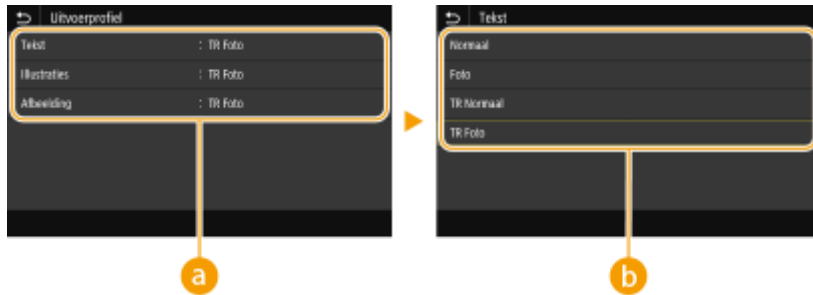 Uitvoerprofiel
Tekst : TR Foto
Illustraties : TR Foto
Afbeelding : TR Foto
a
Tekst
Normaal
Foto
TR Normaal
TR Foto
b